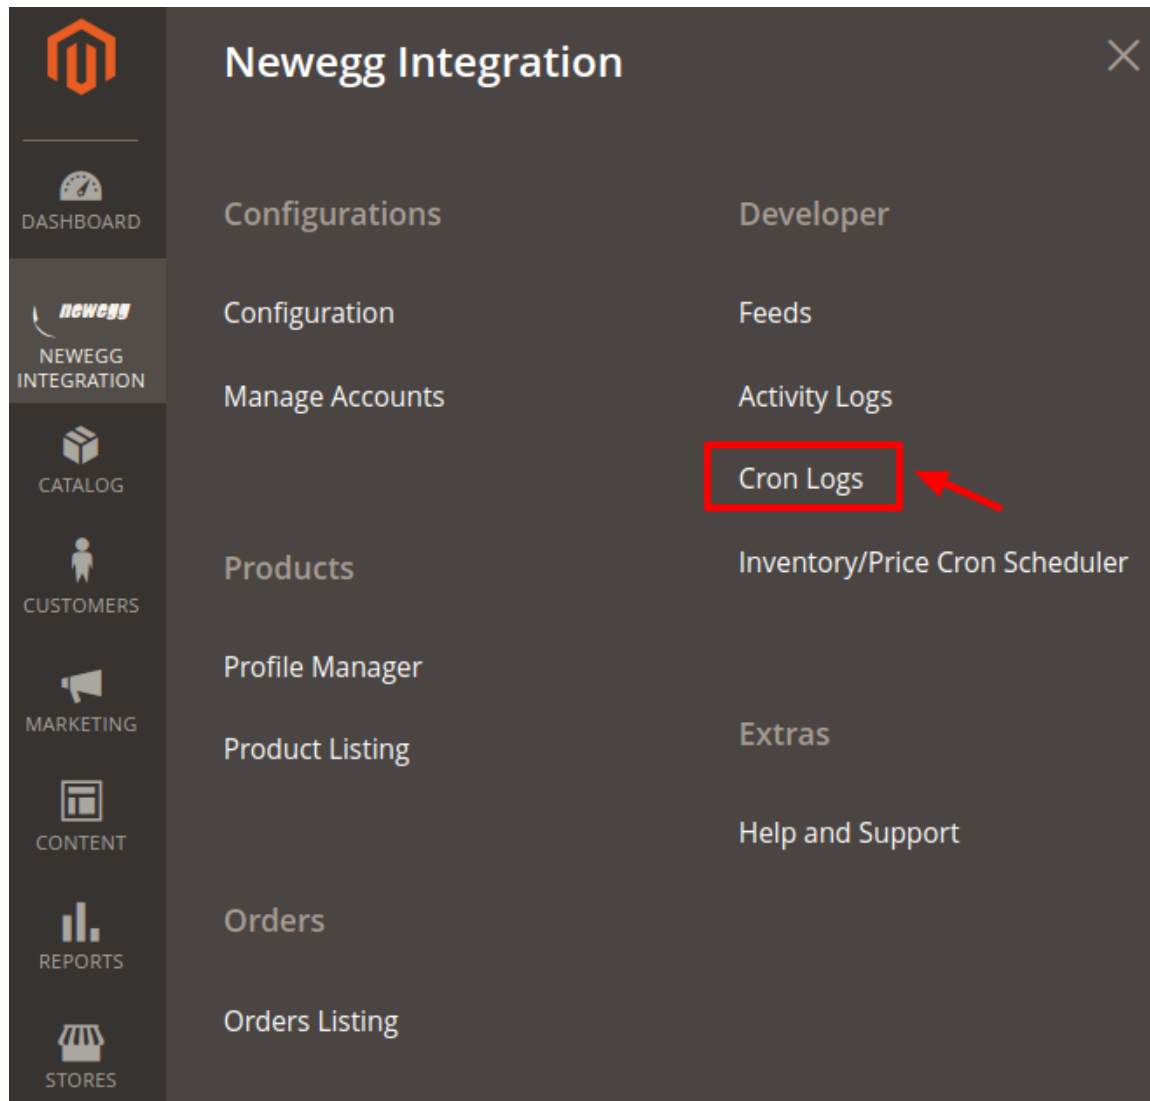 Newegg Integration
DASHBOARD
newegg
NEWEGG
INTEGRATION
CATALOG
CUSTOMERS
MARKETING
CONTENT
REPORTS
STORES
Configurations
Configuration
Manage Accounts
Products
Profile Manager
Product Listing
Orders
Orders Listing
Developer
Feeds
Activity Logs
Cron Logs
Inventory/Price Cron Scheduler
Extras
Help and Support